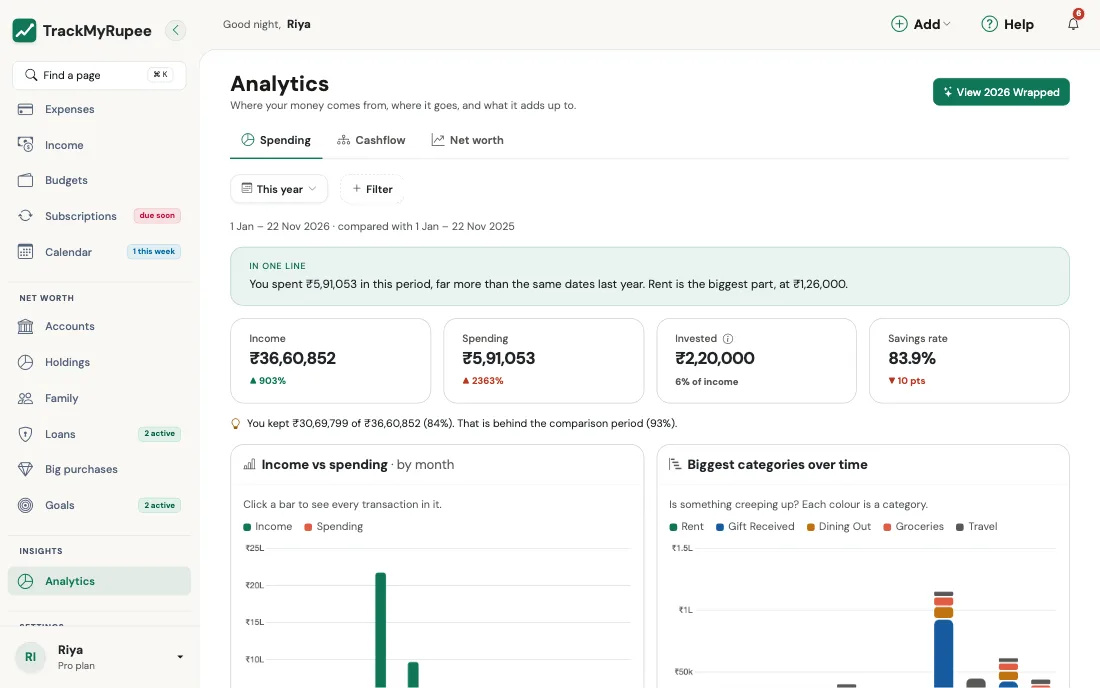 TrackMyRupee
Good night, Riya
Add
Help
6
Find a page
⌘ K
Expenses
Income
Budgets
Subscriptions due soon
Calendar 1 this week
NET WORTH
Accounts
Holdings
Family
Loans 2 active
Big purchases
Goals 2 active
INSIGHTS
Analytics
RI
Riya
Pro plan
Analytics
Where your money comes from, where it goes, and what it adds up to.
View 2026 Wrapped
Spending Cashflow Net worth
This year + Filter
1 Jan – 22 Nov 2026 · compared with 1 Jan – 22 Nov 2025
IN ONE LINE
You spent ₹5,91,053 in this period, far more than the same dates last year. Rent is the biggest part, at ₹1,26,000.
Income
₹36,60,852
▲ 903%
Spending
₹5,91,053
▲ 2363%
Invested
₹2,20,000
6% of income
Savings rate
83.9%
▼ 10 pts
You kept ₹30,69,799 of ₹36,60,852 (84%). That is behind the comparison period (93%).
Income vs spending · by month
Click a bar to see every transaction in it.
Income Spending
₹25L
₹20L
₹15L
₹10L
Biggest categories over time
Is something creeping up? Each colour is a category.
Rent Gift Received Dining Out Groceries Travel
₹1.5L
₹1L
₹50k